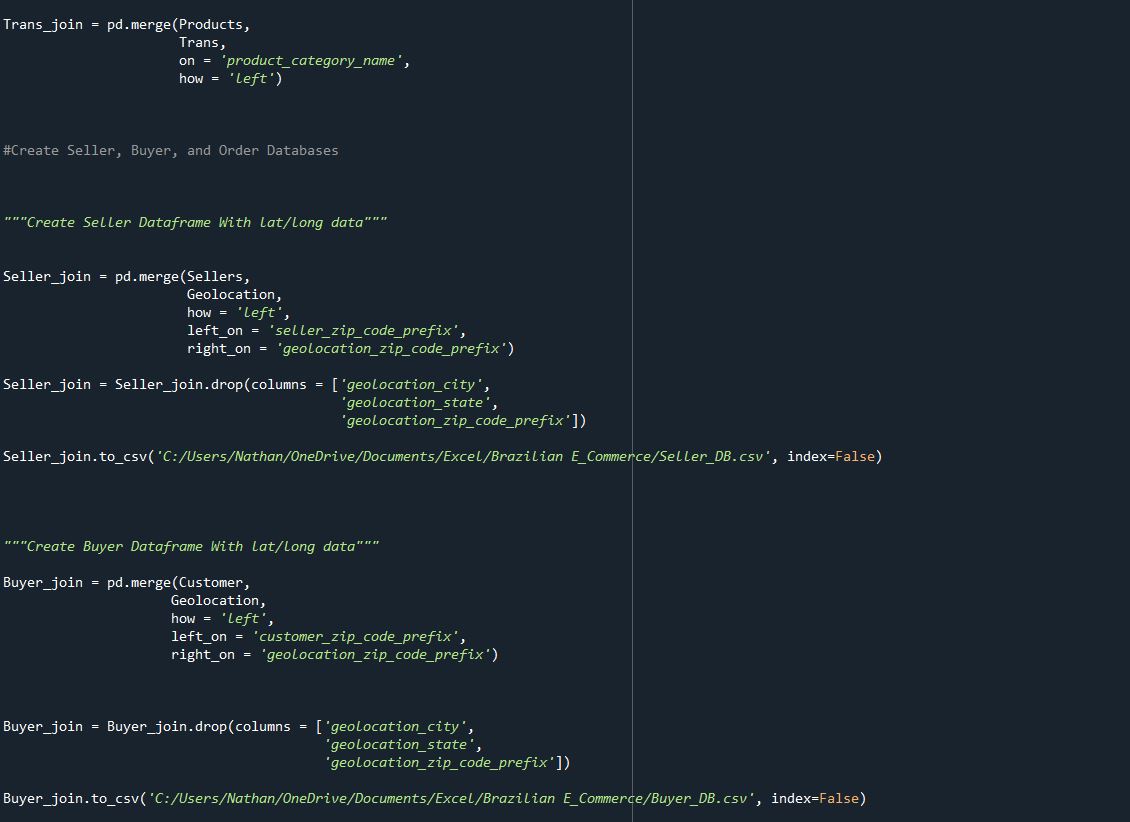 Trans_join = pd.merge(Products,
                      Trans,
                      on = 'product_category_name',
                      how = 'left')
#Create Seller, Buyer, and Order Databases
"""Create Seller Dataframe With lat/long data"""
Seller_join = pd.merge(Sellers,
                       Geolocation,
                       how = 'left',
                       left_on = 'seller_zip_code_prefix',
                       right_on = 'geolocation_zip_code_prefix')
Seller_join = Seller_join.drop(columns = ['geolocation_city',
                                          'geolocation_state',
                                          'geolocation_zip_code_prefix'])
Seller_join.to_csv('C:/Users/Nathan/OneDrive/Documents/Excel/Brazilian E_Commerce/Seller_DB.csv', index=False)
"""Create Buyer Dataframe With lat/long data"""
Buyer_join = pd.merge(Customer,
                     Geolocation,
                     how = 'left',
                     left_on = 'customer_zip_code_prefix',
                     right_on = 'geolocation_zip_code_prefix')
Buyer_join = Buyer_join.drop(columns = ['geolocation_city',
                                        'geolocation_state',
                                        'geolocation_zip_code_prefix'])
Buyer_join.to_csv('C:/Users/Nathan/OneDrive/Documents/Excel/Brazilian E_Commerce/Buyer_DB.csv', index=False)